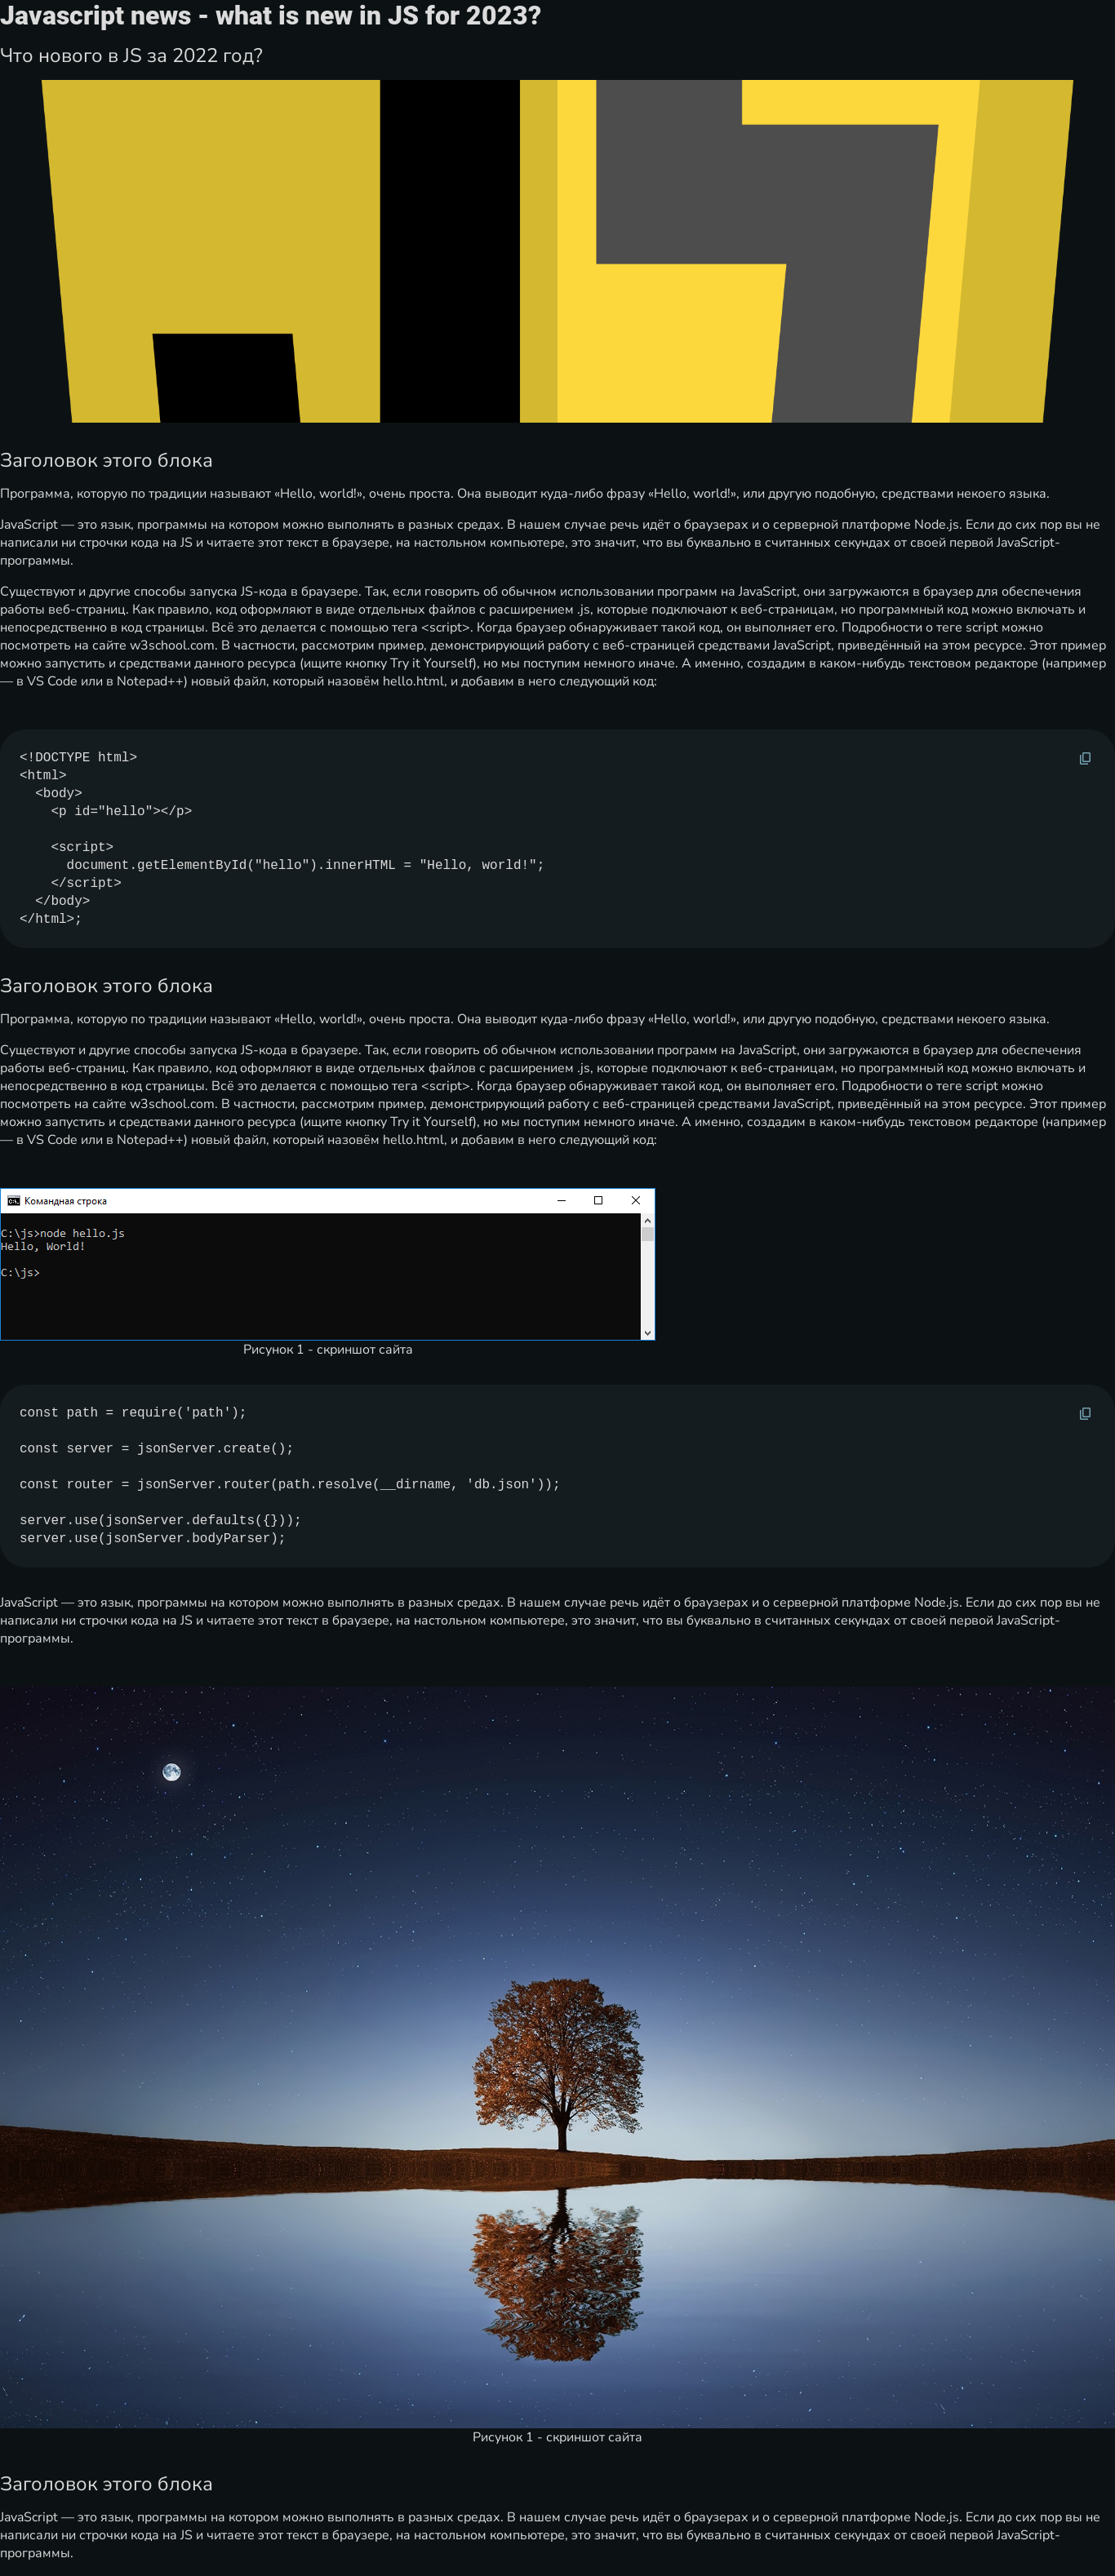 Javascript news - what is new in JS for 2023?
Что нового в JS за 2022 год?
Заголовок этого блока
Программа, которую по традиции называют «Hello, world!», очень проста. Она выводит куда-либо фразу «Hello, world!», или другую подобную, средствами некоего языка.
JavaScript — это язык, программы на котором можно выполнять в разных средах. В нашем случае речь идёт о браузерах и о серверной платформе Node.js. Если до сих пор вы не
написали ни строчки кода на JS и читаете этот текст в браузере, на настольном компьютере, это значит, что вы буквально в считанных секундах от своей первой JavaScript-
программы.
Существуют и другие способы запуска JS-кода в браузере. Так, если говорить об обычном использовании программ на JavaScript, они загружаются в браузер для обеспечения
работы веб-страниц. Как правило, код оформляют в виде отдельных файлов с расширением .js, которые подключают к веб-страницам, но программный код можно включать и
непосредственно в код страницы. Всё это делается с помощью тега <script>. Когда браузер обнаруживает такой код, он выполняет его. Подробности о теге script можно
посмотреть на сайте w3school.com. В частности, рассмотрим пример, демонстрирующий работу с веб-страницей средствами JavaScript, приведённый на этом ресурсе. Этот пример
можно запустить и средствами данного ресурса (ищите кнопку Try it Yourself), но мы поступим немного иначе. А именно, создадим в каком-нибудь текстовом редакторе (например
— в VS Code или в Notepad++) новый файл, который назовём hello.html, и добавим в него следующий код:
<!DOCTYPE html>
<html>
  <body>
    <p id="hello"></p>
    <script>
      document.getElementById("hello").innerHTML = "Hello, world!";
    </script>
  </body>
</html>;
Заголовок этого блока
Программа, которую по традиции называют «Hello, world!», очень проста. Она выводит куда-либо фразу «Hello, world!», или другую подобную, средствами некоего языка.
Существуют и другие способы запуска JS-кода в браузере. Так, если говорить об обычном использовании программ на JavaScript, они загружаются в браузер для обеспечения
работы веб-страниц. Как правило, код оформляют в виде отдельных файлов с расширением .js, которые подключают к веб-страницам, но программный код можно включать и
непосредственно в код страницы. Всё это делается с помощью тега <script>. Когда браузер обнаруживает такой код, он выполняет его. Подробности о теге script можно
посмотреть на сайте w3school.com. В частности, рассмотрим пример, демонстрирующий работу с веб-страницей средствами JavaScript, приведённый на этом ресурсе. Этот пример
можно запустить и средствами данного ресурса (ищите кнопку Try it Yourself), но мы поступим немного иначе. А именно, создадим в каком-нибудь текстовом редакторе (например
— в VS Code или в Notepad++) новый файл, который назовём hello.html, и добавим в него следующий код:
Командная строка
C:\js>node hello.js
Hello, World!
C:\js>
Рисунок 1 - скриншот сайта
const path = require('path');
const server = jsonServer.create();
const router = jsonServer.router(path.resolve(__dirname, 'db.json'));
server.use(jsonServer.defaults({}));
server.use(jsonServer.bodyParser);
JavaScript — это язык, программы на котором можно выполнять в разных средах. В нашем случае речь идёт о браузерах и о серверной платформе Node.js. Если до сих пор вы не
написали ни строчки кода на JS и читаете этот текст в браузере, на настольном компьютере, это значит, что вы буквально в считанных секундах от своей первой JavaScript-
программы.
Рисунок 1 - скриншот сайта
Заголовок этого блока
JavaScript — это язык, программы на котором можно выполнять в разных средах. В нашем случае речь идёт о браузерах и о серверной платформе Node.js. Если до сих пор вы не
написали ни строчки кода на JS и читаете этот текст в браузере, на настольном компьютере, это значит, что вы буквально в считанных секундах от своей первой JavaScript-
программы.